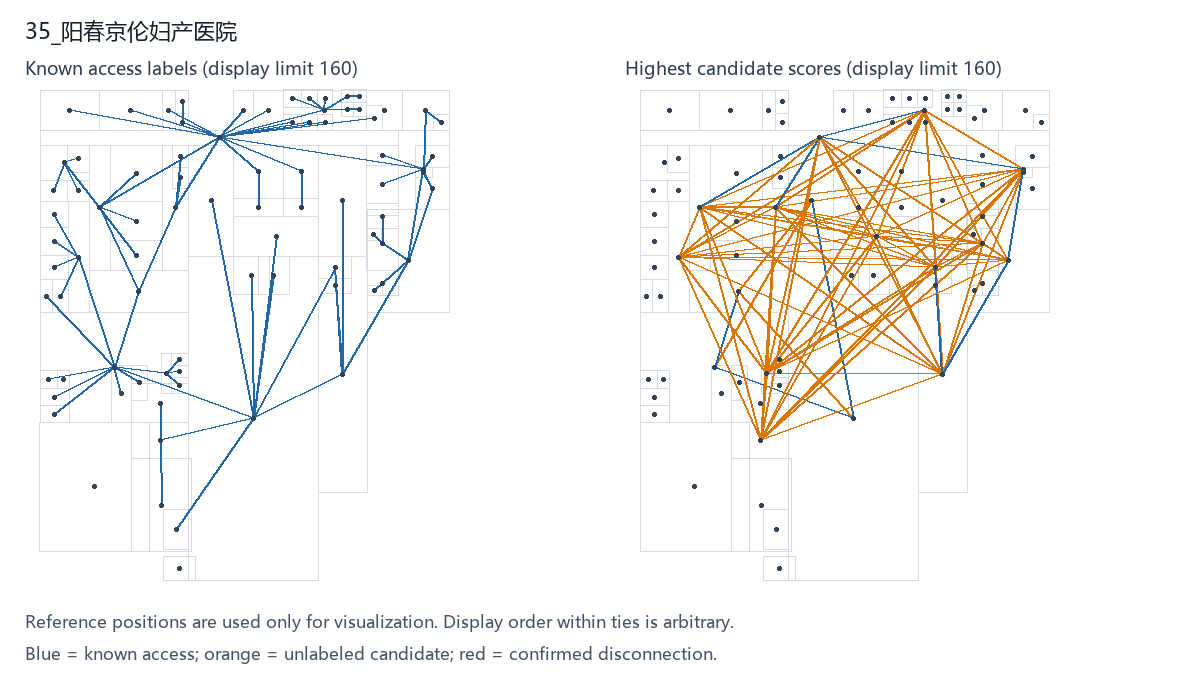 35_阳春京伦妇产医院
Known access labels (display limit 160)
Highest candidate scores (display limit 160)
Reference positions are used only for visualization. Display order within ties is arbitrary.
Blue = known access; orange = unlabeled candidate; red = confirmed disconnection.